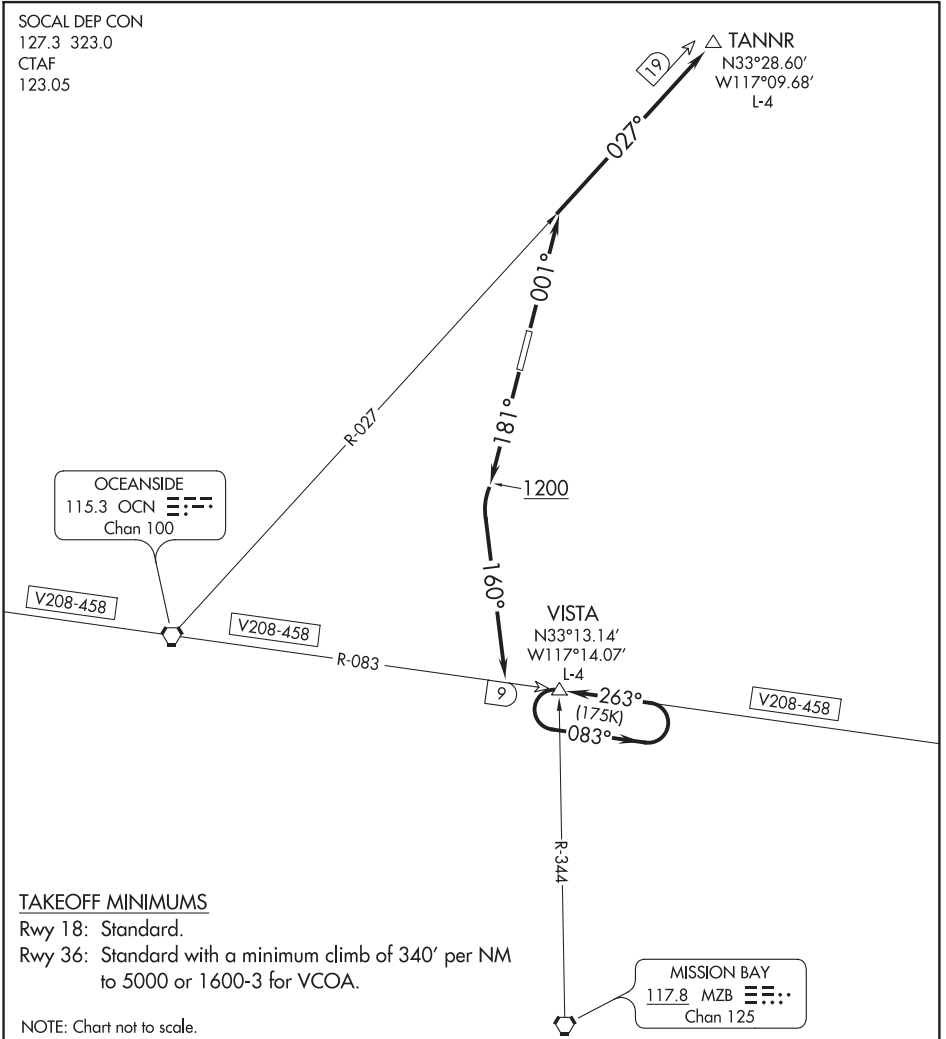 SOCAL DEP CON
127.3 323.0
CTAF
123.05
TANNR
N33°28.60′
W117°09.68′
L-4
19
027°
001°
R-027
181°
1200
OCEANSIDE
115.3 OCN
Chan 100
160°
V208-458
V208-458
R-083
VISTA
N33°13.14′
W117°14.07′
L-4
9
263°
(175K)
083°
V208-458
R-344
TAKEOFF MINIMUMS
Rwy 18: Standard.
Rwy 36: Standard with a minimum climb of 340′ per NM
to 5000 or 1600-3 for VCOA.
MISSION BAY
117.8 MZB
Chan 125
NOTE: Chart not to scale.